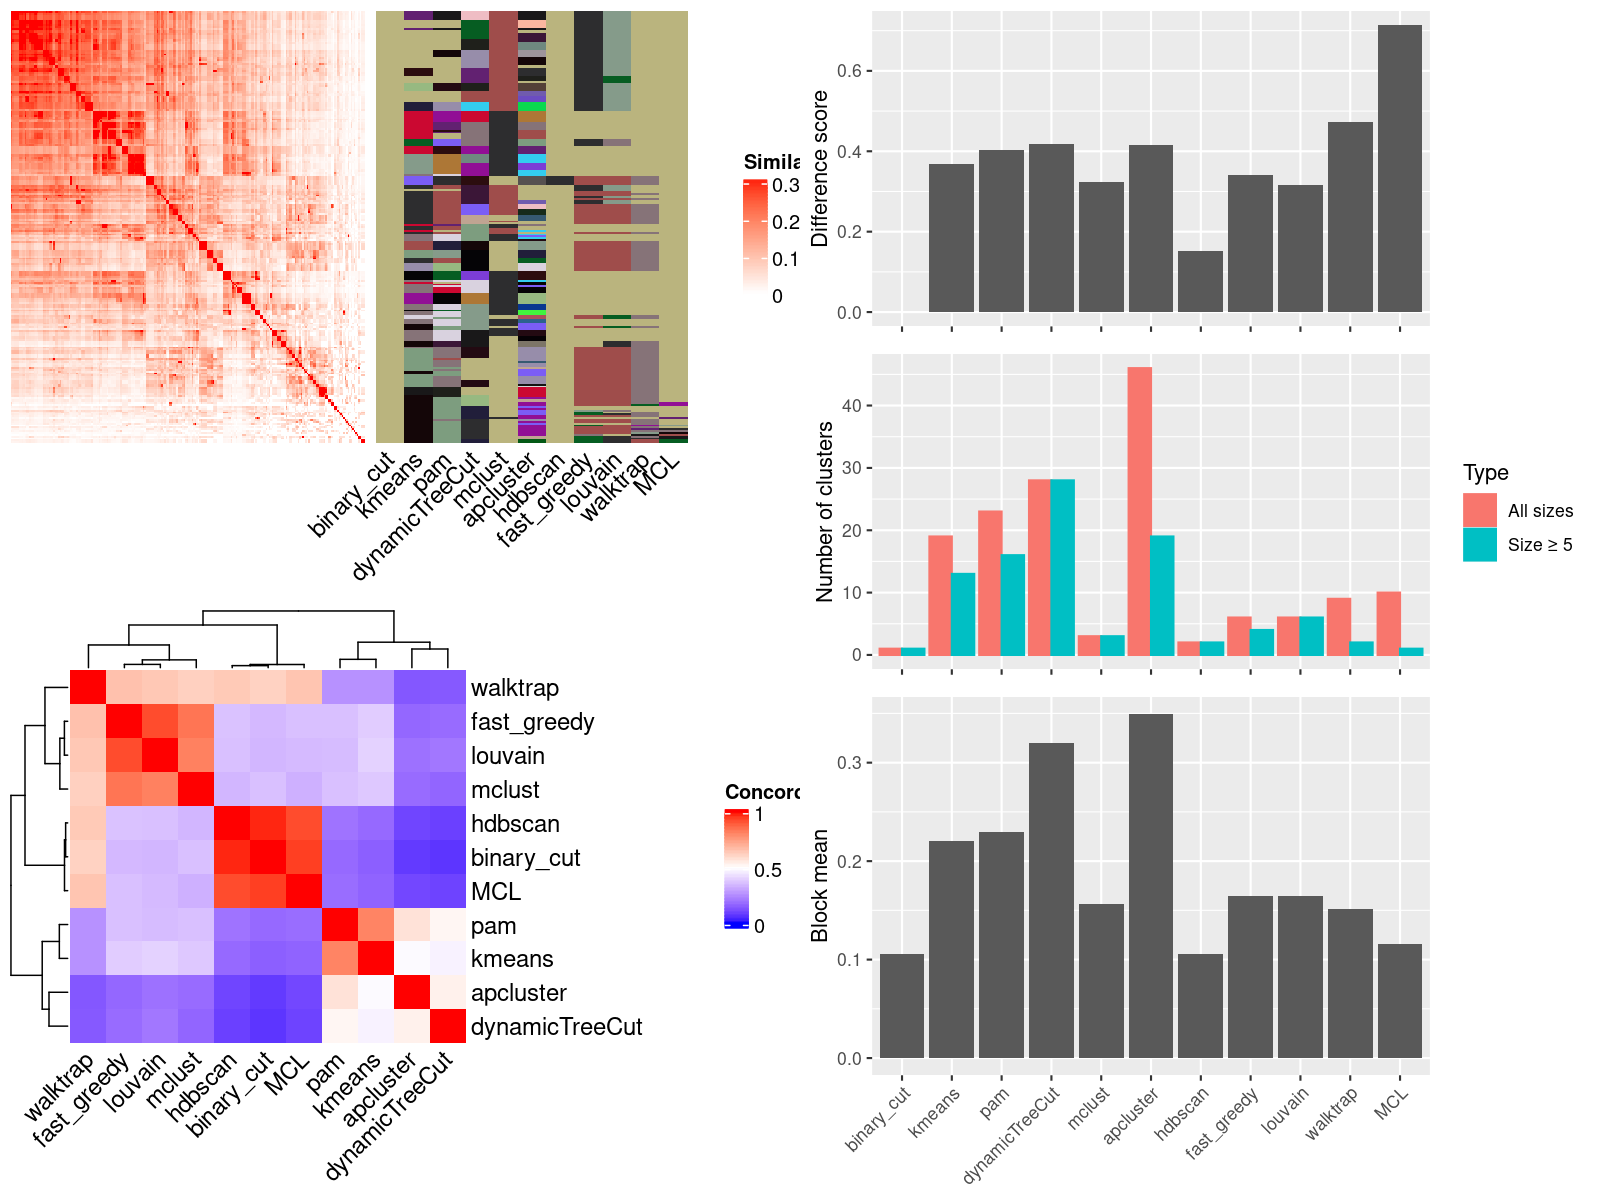 Simila
0.3
0.2
0.1
0
binary_cut
kmeans
pam
dynamicTreeCut
mclust
apcluster
hdbscan
fast_greedy
louvain
walktrap
MCL
Difference score
0.6
0.4
0.2
0.0
Number of clusters
40
30
20
10
0
Type
All sizes
Size ≥ 5
walktrap
fast_greedy
louvain
mclust
hdbscan
binary_cut
MCL
pam
kmeans
apcluster
dynamicTreeCut
walktrap
fast_greedy
louvain
mclust
hdbscan
binary_cut
MCL
pam
kmeans
apcluster
dynamicTreeCut
Concord
1
0.5
0
Block mean
0.3
0.2
0.1
0.0
binary_cut
kmeans
pam
dynamicTreeCut
mclust
apcluster
hdbscan
fast_greedy
louvain
walktrap
MCL